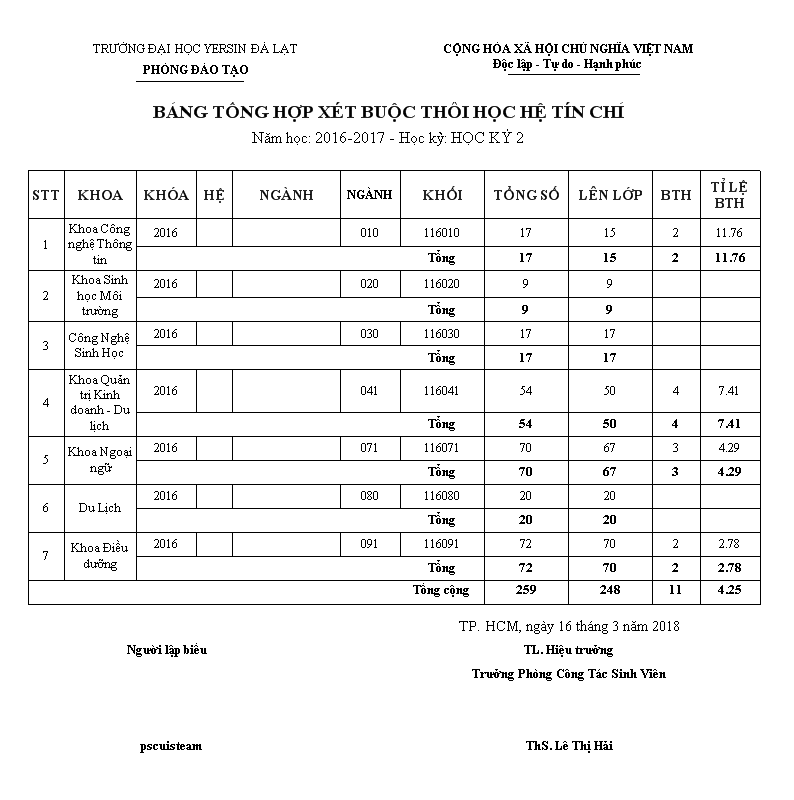 TRƯỜNG ĐẠI HỌC YERSIN ĐÀ LẠT
CỘNG HÒA XÃ HỘI CHỦ NGHĨA VIỆT NAM
PHÒNG ĐÀO TẠO
Độc lập - Tự do - Hạnh phúc
BẢNG TỔNG HỢP XÉT BUỘC THÔI HỌC HỆ TÍN CHỈ
Năm học: 2016-2017 - Học kỳ: HỌC KỲ 2
STT KHOA KHÓA HỆ NGÀNH NGÀNH KHỐI TỔNG SỐ LÊN LỚP BTH TỈ LỆ BTH
1 Khoa Công nghệ Thông tin 2016 010 116010 17 15 2 11.76
Tổng 17 15 2 11.76
2 Khoa Sinh học Môi trường 2016 020 116020 9 9
Tổng 9 9
3 Công Nghệ Sinh Học 2016 030 116030 17 17
Tổng 17 17
4 Khoa Quản trị Kinh doanh - Du lịch 2016 041 116041 54 50 4 7.41
Tổng 54 50 4 7.41
5 Khoa Ngoại ngữ 2016 071 116071 70 67 3 4.29
Tổng 70 67 3 4.29
6 Du Lịch 2016 080 116080 20 20
Tổng 20 20
7 Khoa Điều dưỡng 2016 091 116091 72 70 2 2.78
Tổng 72 70 2 2.78
Tổng cộng 259 248 11 4.25
TP. HCM, ngày 16 tháng 3 năm 2018
Người lập biểu
TL. Hiệu trưởng
Trưởng Phòng Công Tác Sinh Viên
pscuisteam
ThS. Lê Thị Hải